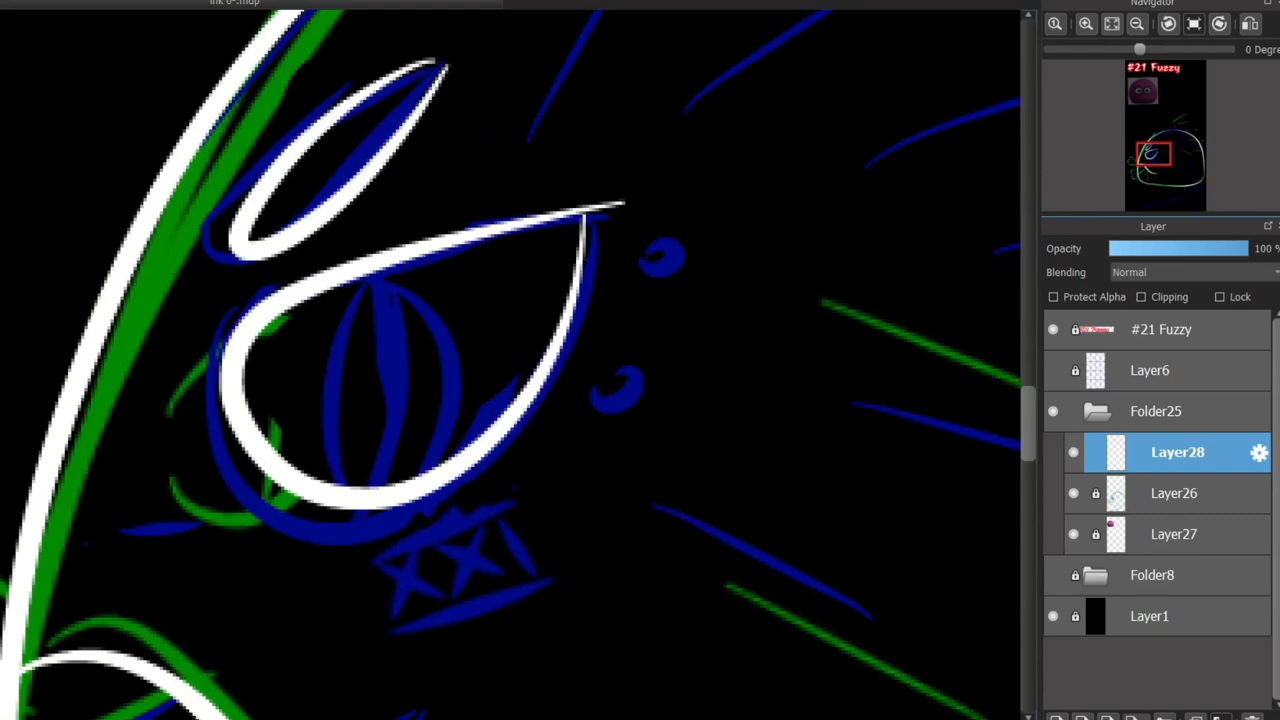 ink 6-.mdp
Navigator
0 Degre
#21 Fuzzy
Layer
Opacity
100 %
Blending
Normal
Protect Alpha
Clipping
Lock
#21 Fuzzy
Layer6
Folder25
Layer28
Layer26
Layer27
Folder8
Layer1